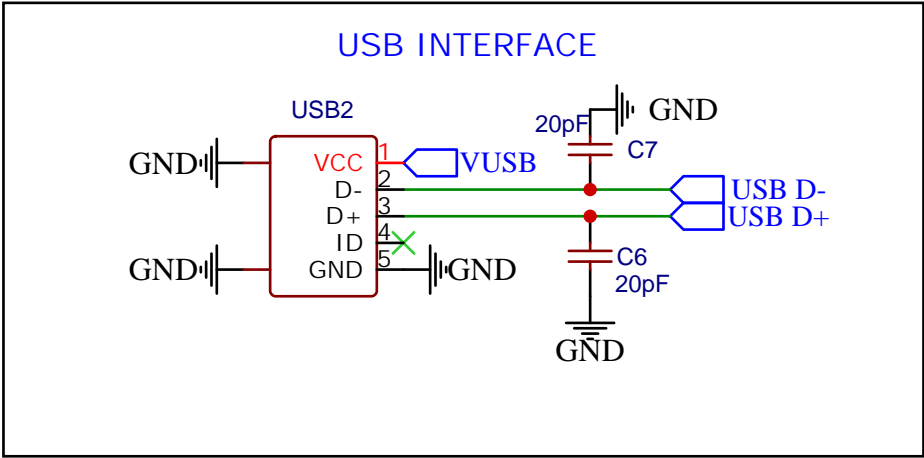 USB INTERFACE
USB2
20pF
GND
C7
GND
VCC
1
VUSB
D-
2
USB D-
D+
3
USB D+
ID
4
GND
GND
5
GND
C6
20pF
GND